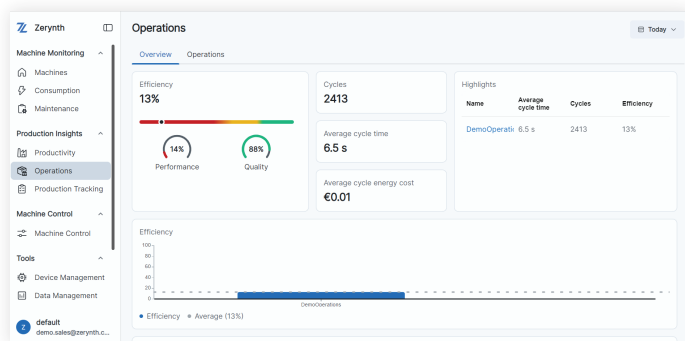 Zerynth
Machine Monitoring
Machines
Consumption
Maintenance
Production Insights
Productivity
Operations
Production Tracking
Machine Control
Machine Control
Tools
Device Management
Data Management
Z
default
demo.sales@zerynth.c...
Operations
Today
Overview
Operations
Efficiency
13%
14%
Performance
88%
Quality
Cycles
2413
Average cycle time
6.5 s
Average cycle energy cost
€0.01
Highlights
Name Average cycle time Cycles Efficiency
DemoOperati 6.5 s 2413 13%
Efficiency
100
80
60
40
20
0
DemoOperations
Efficiency Average (13%)